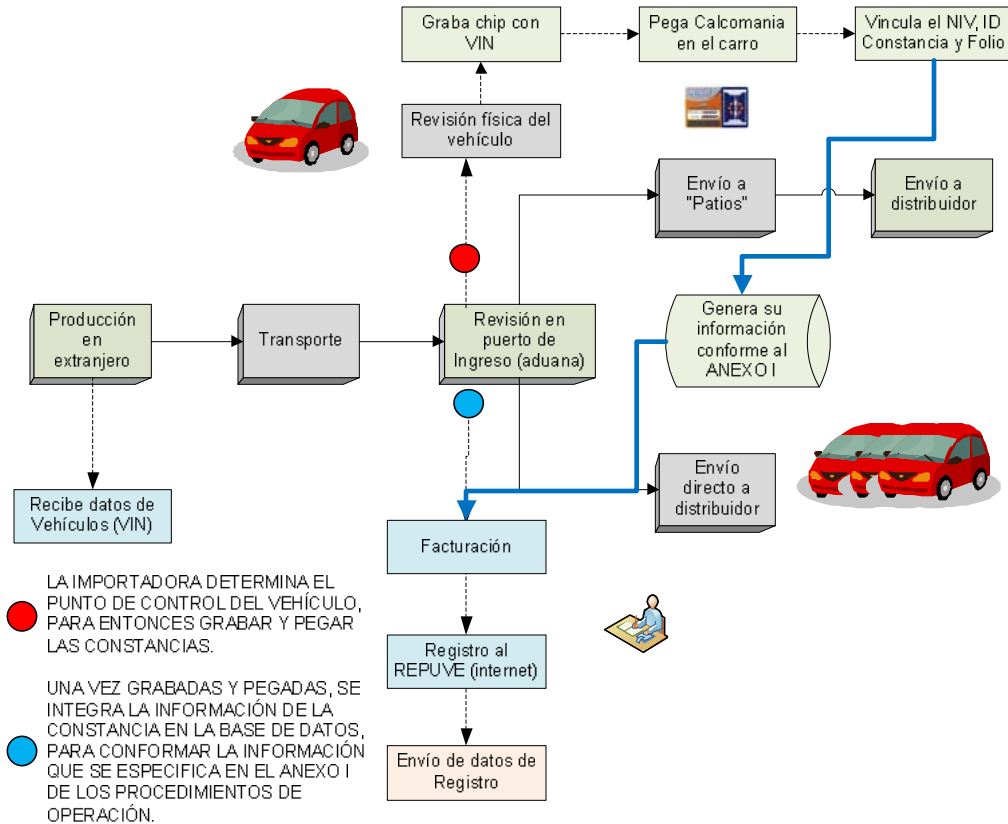 Graba chip con
VIN
Pega Calcomania
en el carro
Vincula el NIV, ID
Constancia y Folio
Revisión física del
vehículo
Envío a
"Patios"
Envío a
distribuidor
Producción
en
extranjero
Transporte
Revisión en
puerto de
Ingreso (aduana)
Genera su
información
conforme al
ANEXO I
Recibe datos de
Vehículos (VIN)
Envío
directo a
distribuidor
Facturación
LA IMPORTADORA DETERMINA EL
PUNTO DE CONTROL DEL VEHÍCULO,
PARA ENTONCES GRABAR Y PEGAR
LAS CONSTANCIAS.
Registro al
REPUVE (internet)
UNA VEZ GRABADAS Y PEGADAS, SE
INTEGRA LA INFORMACIÓN DE LA
CONSTANCIA EN LA BASE DE DATOS,
PARA CONFORMAR LA INFORMACIÓN
QUE SE ESPECIFICA EN EL ANEXO I
DE LOS PROCEDIMIENTOS DE
OPERACIÓN.
Envío de datos de
Registro